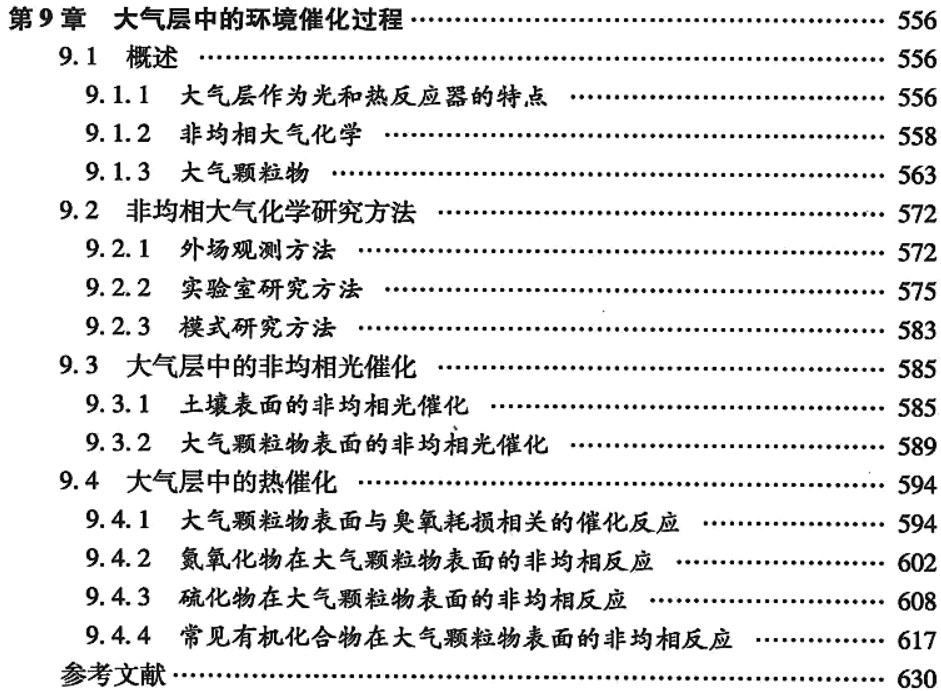 第9章 大气层中的环境催化过程 …… 556
9.1 概述 …… 556
9.1.1 大气层作为光和热反应器的特点 …… 556
9.1.2 非均相大气化学 …… 558
9.1.3 大气颗粒物 …… 563
9.2 非均相大气化学研究方法 …… 572
9.2.1 外场观测方法 …… 572
9.2.2 实验室研究方法 …… 575
9.2.3 模式研究方法 …… 583
9.3 大气层中的非均相光催化 …… 585
9.3.1 土壤表面的非均相光催化 …… 585
9.3.2 大气颗粒物表面的非均相光催化 …… 589
9.4 大气层中的热催化 …… 594
9.4.1 大气颗粒物表面与臭氧耗损相关的催化反应 …… 594
9.4.2 氮氧化物在大气颗粒物表面的非均相反应 …… 602
9.4.3 硫化物在大气颗粒物表面的非均相反应 …… 608
9.4.4 常见有机化合物在大气颗粒物表面的非均相反应 …… 617
参考文献 …… 630